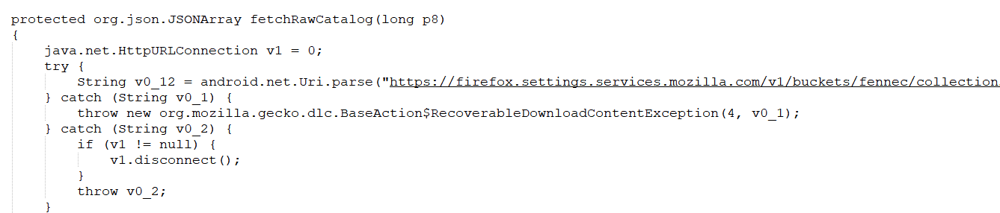 protected org.json.JSONArray fetchRawCatalog(long p8)
{
    java.net.HttpURLConnection v1 = 0;
    try {
        String v0_12 = android.net.Uri.parse("https://firefox.settings.services.mozilla.com/v1/buckets/fennec/collection
    } catch (String v0_1) {
        throw new org.mozilla.gecko.dlc.BaseAction$RecoverableDownloadContentException(4, v0_1);
    } catch (String v0_2) {
        if (v1 != null) {
            v1.disconnect();
        }
        throw v0_2;
    }